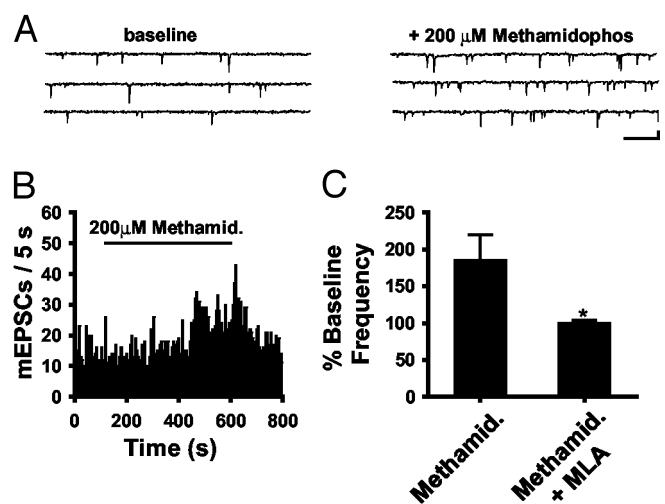 A
baseline
+ 200 µM Methamidophos
B
200µM Methamid.
mEPSCs / 5 s
60
50
40
30
20
10
0
0 200 400 600 800
Time (s)
C
% Baseline
Frequency
250
200
150
100
50
0
*
Methamid.
Methamid.
+ MLA